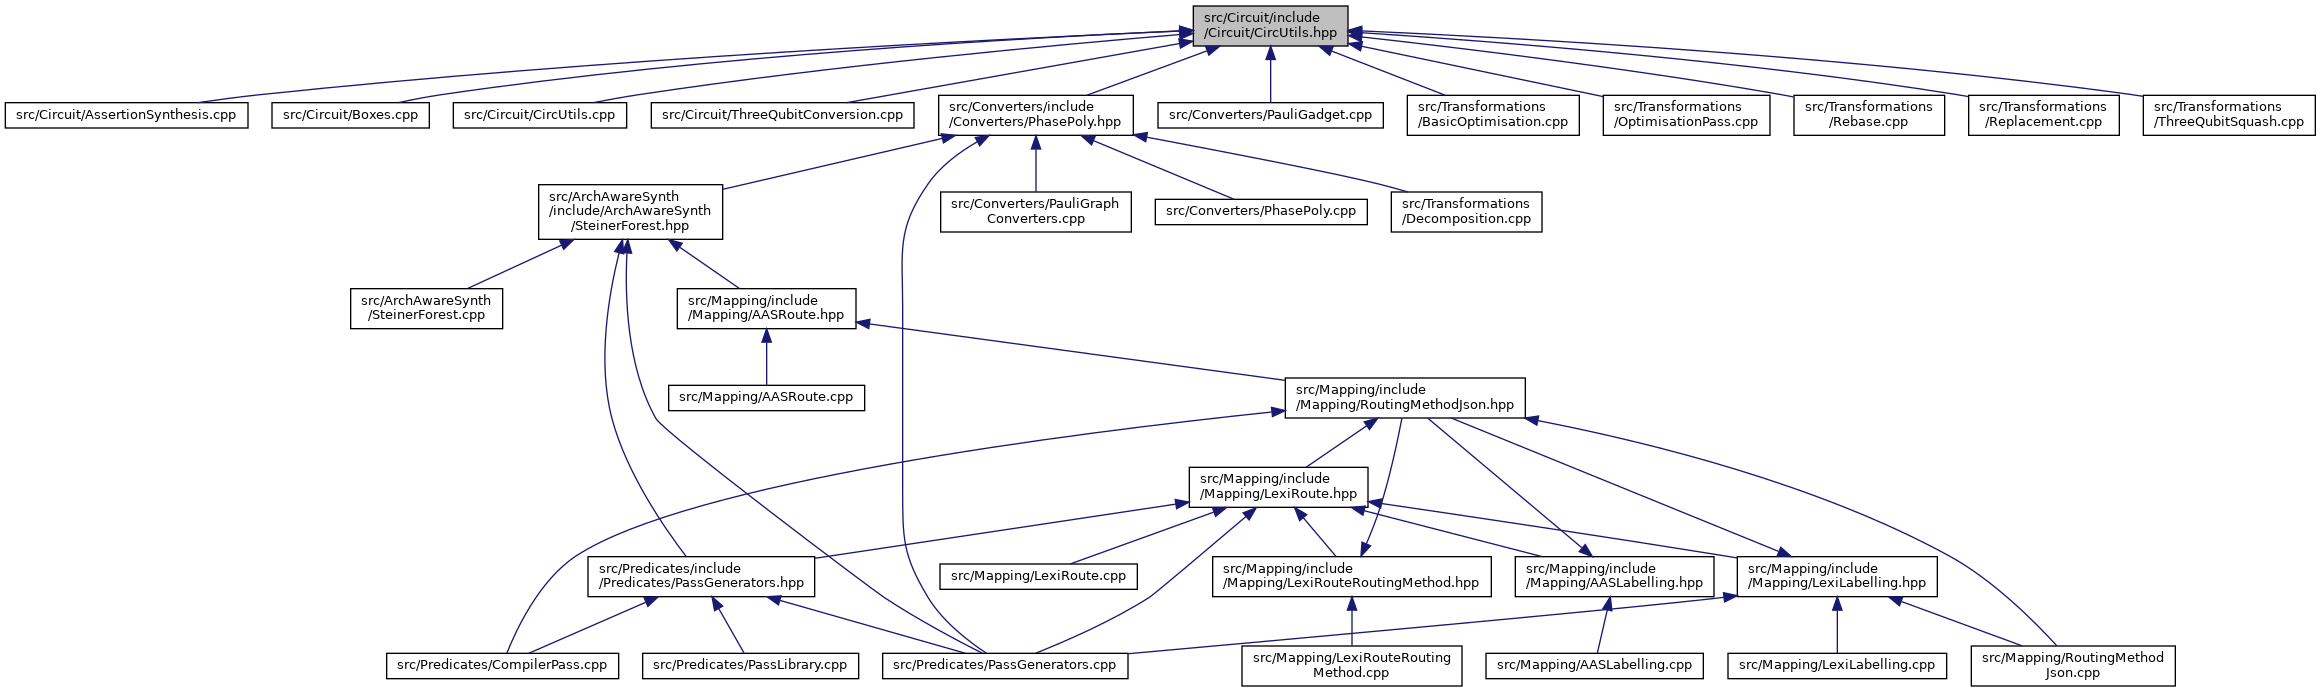 src/Circuit/include
/Circuit/CircUtils.hpp
src/Circuit/AssertionSynthesis.cpp
src/Circuit/Boxes.cpp
src/Circuit/CircUtils.cpp
src/Circuit/ThreeQubitConversion.cpp
src/Converters/include
/Converters/PhasePoly.hpp
src/Converters/PauliGadget.cpp
src/Transformations
/BasicOptimisation.cpp
src/Transformations
/OptimisationPass.cpp
src/Transformations
/Rebase.cpp
src/Transformations
/Replacement.cpp
src/Transformations
/ThreeQubitSquash.cpp
src/ArchAwareSynth
/include/ArchAwareSynth
/SteinerForest.hpp
src/Converters/PauliGraph
Converters.cpp
src/Converters/PhasePoly.cpp
src/Transformations
/Decomposition.cpp
src/ArchAwareSynth
/SteinerForest.cpp
src/Mapping/include
/Mapping/AASRoute.hpp
src/Mapping/AASRoute.cpp
src/Mapping/include
/Mapping/RoutingMethodJson.hpp
src/Mapping/include
/Mapping/LexiRoute.hpp
src/Predicates/include
/Predicates/PassGenerators.hpp
src/Mapping/LexiRoute.cpp
src/Mapping/include
/Mapping/LexiRouteRoutingMethod.hpp
src/Mapping/include
/Mapping/AASLabelling.hpp
src/Mapping/include
/Mapping/LexiLabelling.hpp
src/Predicates/CompilerPass.cpp
src/Predicates/PassLibrary.cpp
src/Predicates/PassGenerators.cpp
src/Mapping/LexiRouteRouting
Method.cpp
src/Mapping/AASLabelling.cpp
src/Mapping/LexiLabelling.cpp
src/Mapping/RoutingMethod
Json.cpp